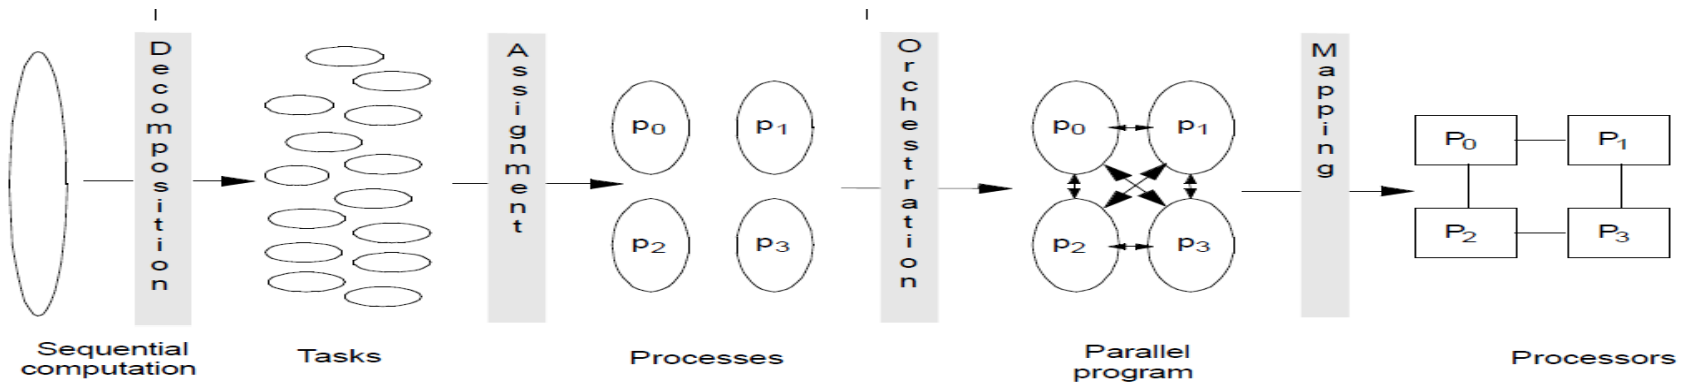 Decomposition
Assignment
Orchestration
Mapping
p0
p1
p2
p3
p0
p1
p2
p3
P0
P1
P2
P3
Sequential
computation
Tasks
Processes
Parallel
program
Processors